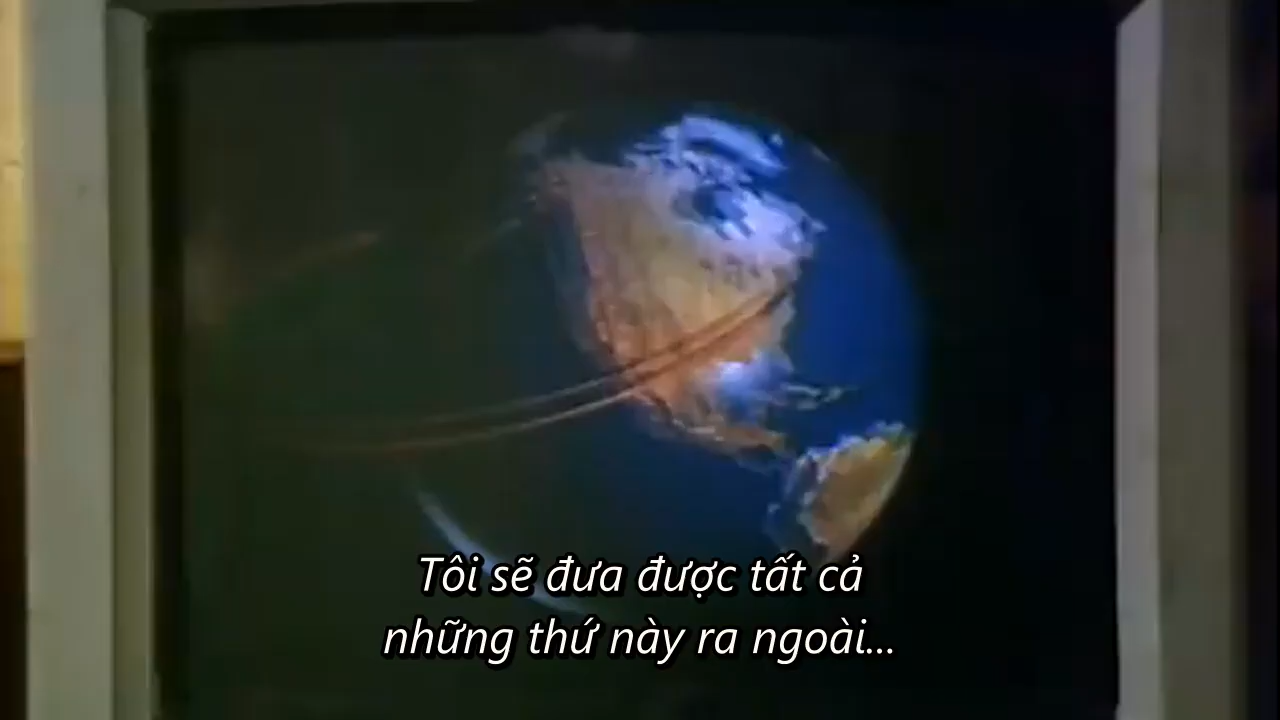 Tôi sẽ đưa được tất cả
những thứ này ra ngoài...